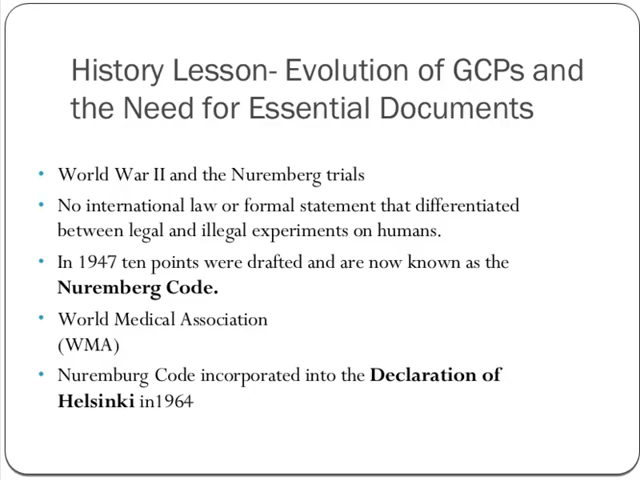 History Lesson- Evolution of GCPs and
the Need for Essential Documents
• World War II and the Nuremberg trials
• No international law or formal statement that differentiated
between legal and illegal experiments on humans.
• In 1947 ten points were drafted and are now known as the
Nuremberg Code.
• World Medical Association
(WMA)
• Nuremburg Code incorporated into the Declaration of
Helsinki in1964